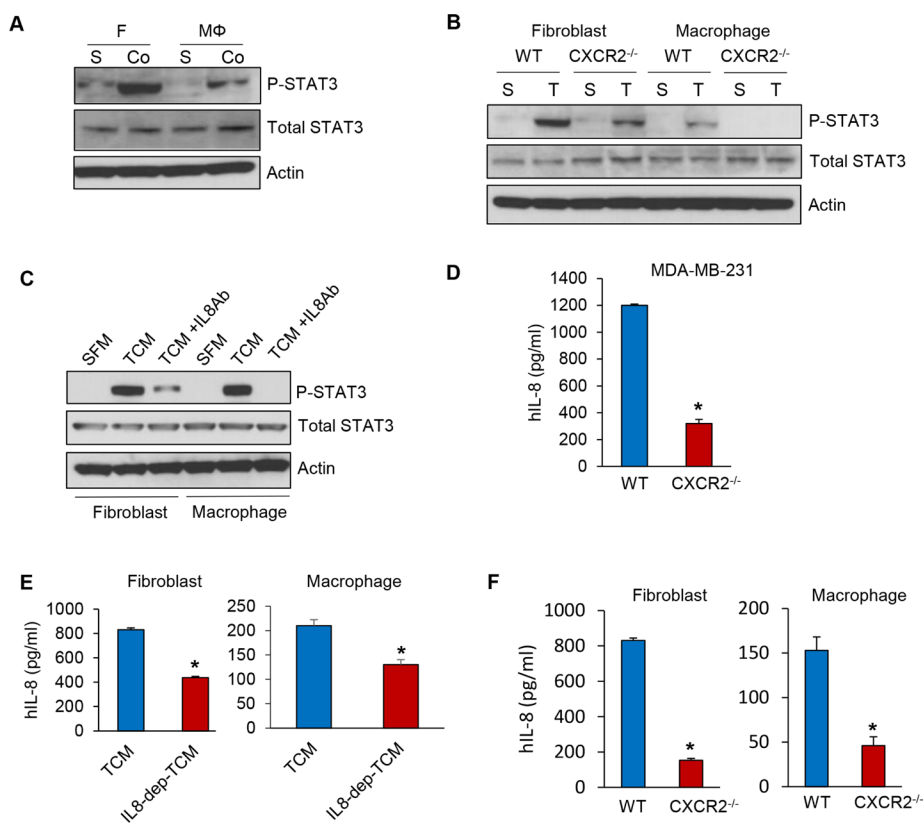 A
F MΦ
S Co S Co
P-STAT3
Total STAT3
Actin
B
Fibroblast Macrophage
WT CXCR2-/- WT CXCR2-/-
S T S T S T S T
P-STAT3
Total STAT3
Actin
C
SFM TCM TCM +IL8Ab SFM TCM TCM +IL8Ab
P-STAT3
Total STAT3
Actin
Fibroblast Macrophage
D
MDA-MB-231
hIL-8 (pg/ml)
1400
1200
1000
800
600
400
200
0
*
WT CXCR2-/-
E
Fibroblast
hIL-8 (pg/ml)
1000
800
600
400
200
0
*
TCM IL8-dep-TCM
Macrophage
250
200
150
100
50
0
*
TCM IL8-dep-TCM
F
Fibroblast
hIL-8 (pg/ml)
1000
800
600
400
200
0
*
WT CXCR2-/-
Macrophage
200
150
100
50
0
*
WT CXCR2-/-